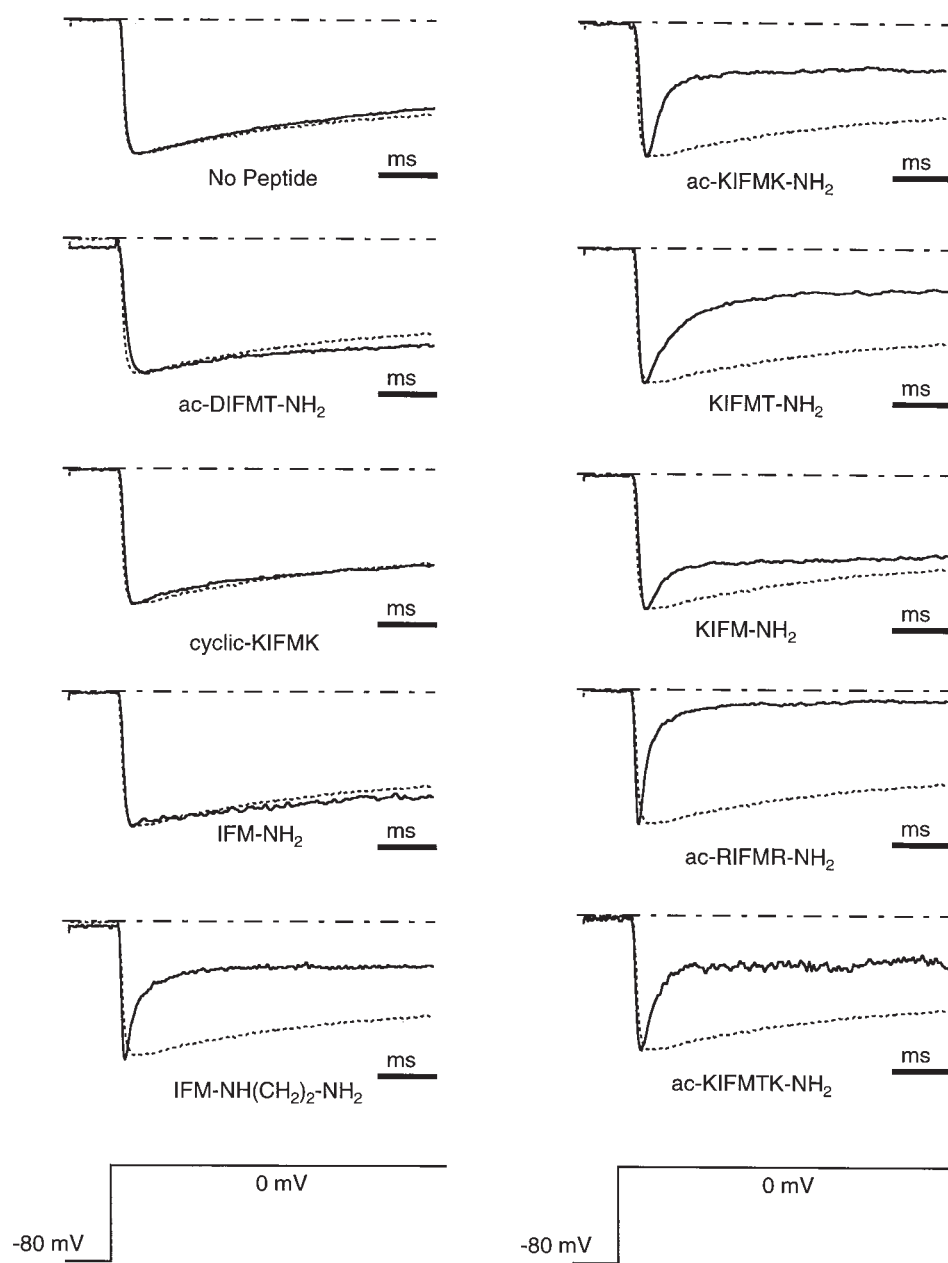 ms
No Peptide
ms
ac-DIFMT-NH₂
ms
cyclic-KIFMK
ms
IFM-NH₂
ms
IFM-NH(CH₂)₂-NH₂
0 mV
-80 mV
ms
ac-KIFMK-NH₂
ms
KIFMT-NH₂
ms
KIFM-NH₂
ms
ac-RIFMR-NH₂
ms
ac-KIFMTK-NH₂
0 mV
-80 mV